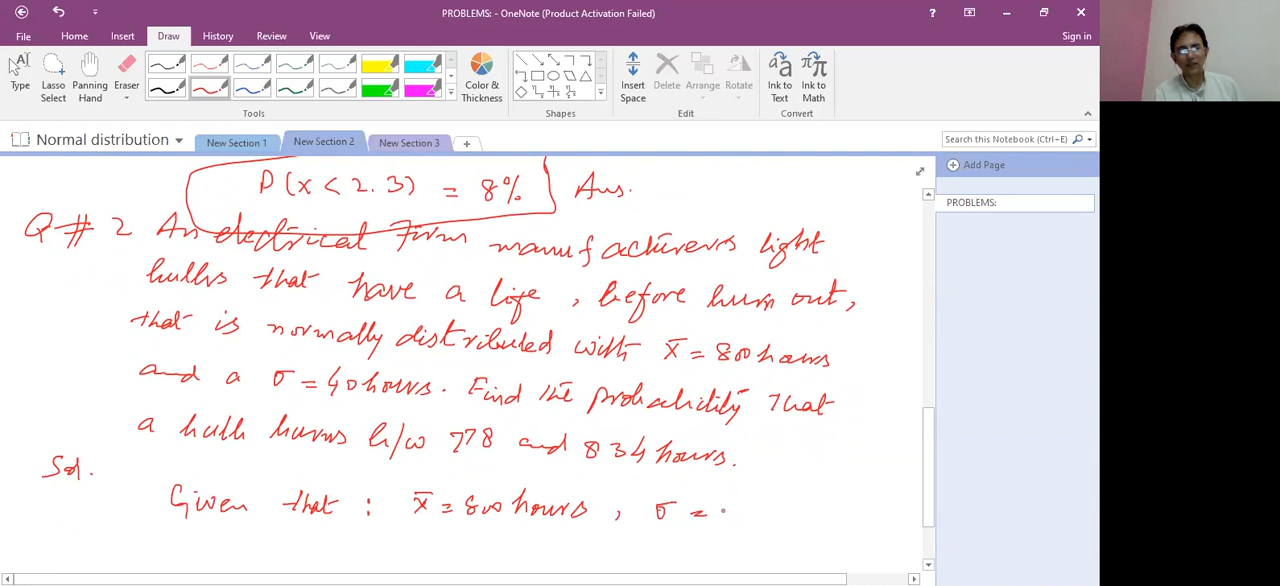 PROBLEMS: - OneNote (Product Activation Failed)
File Home Insert Draw History Review View Sign in
Type Lasso Select Panning Hand Eraser Color & Thickness Insert Space Delete Arrange Rotate Ink to Text Ink to Math
Tools Shapes Edit Convert
Normal distribution New Section 1 New Section 2 New Section 3 Search this Notebook (Ctrl+E)
Add Page
PROBLEMS:
P(x < 2.3) = 8% Ans.
Q # 2 An electrical Firm manufacturers light
bulbs that have a life, before burn out,
that is normally distributed with x̄ = 800 hours
and a σ = 40 hours. Find the probability that
a bulb burns b/w 778 and 834 hours.
Sol.
Given that : x̄ = 800 hours, σ =